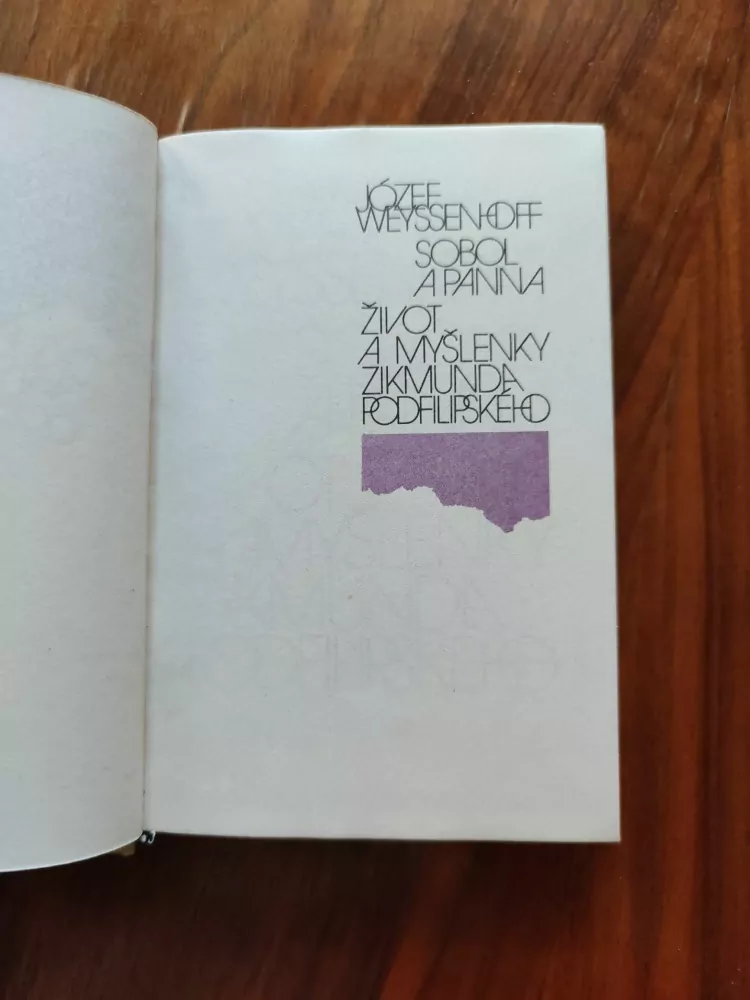 JÓZEF
WEYSSENHOFF
SOBOL
A PANNA
ŽIVOT
A MYŠLENKY
ZIKMUNDA
PODFILIPSKÉHO